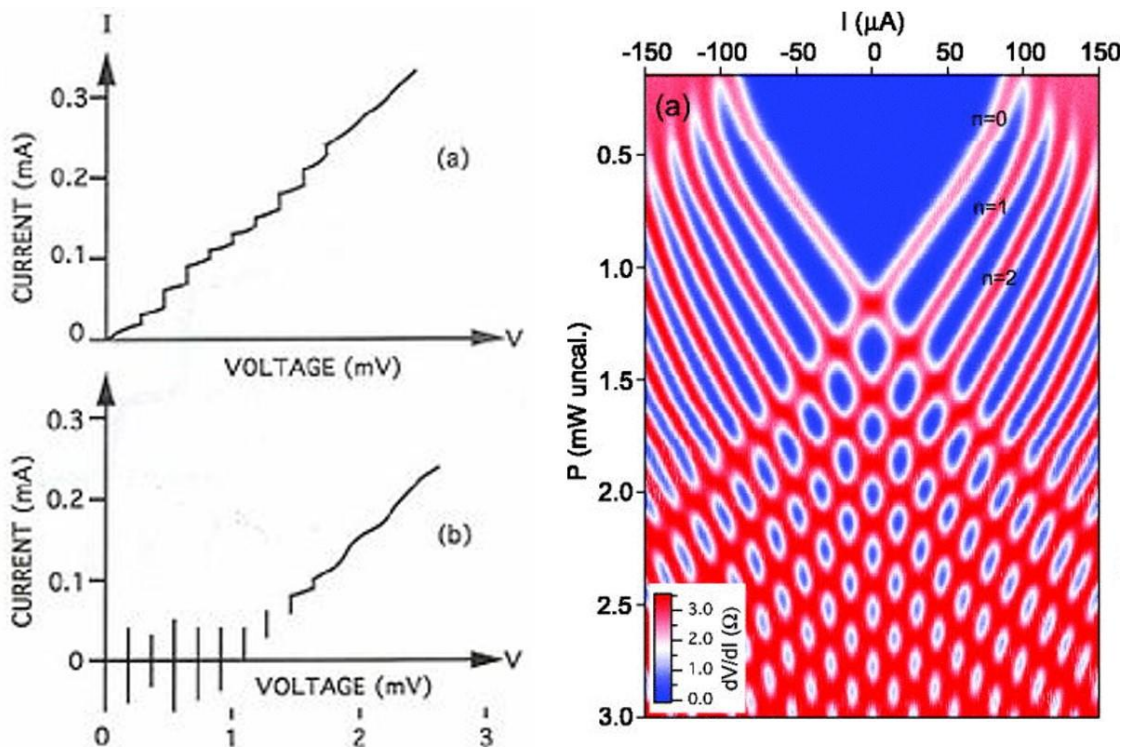 I
0.3
0.2
0.1
0
CURRENT (mA)
(a)
V
VOLTAGE (mV)
0.3
0.2
0.1
0
CURRENT (mA)
(b)
V
VOLTAGE (mV)
0 1 2 3
I (μA)
-150 -100 -50 0 50 100 150
(a)
n=0
n=1
n=2
0.5
1.0
1.5
2.0
2.5
3.0
P (mW uncal.)
3.0
2.0
1.0
0.0
dV/dI (Ω)